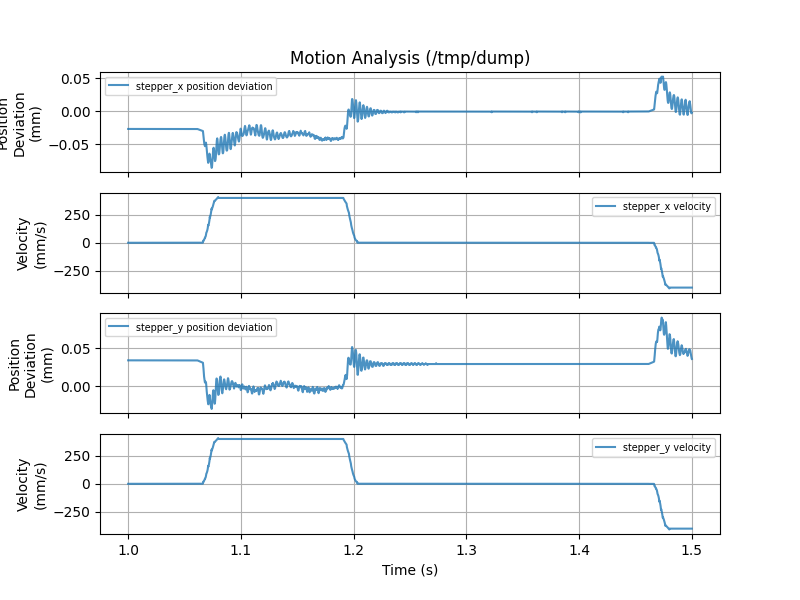 Motion Analysis (/tmp/dump)
Position
Deviation
(mm)
0.05
0.00
−0.05
stepper_x position deviation
Velocity
(mm/s)
250
0
−250
stepper_x velocity
Position
Deviation
(mm)
0.05
0.00
stepper_y position deviation
Velocity
(mm/s)
250
0
−250
stepper_y velocity
1.0 1.1 1.2 1.3 1.4 1.5
Time (s)